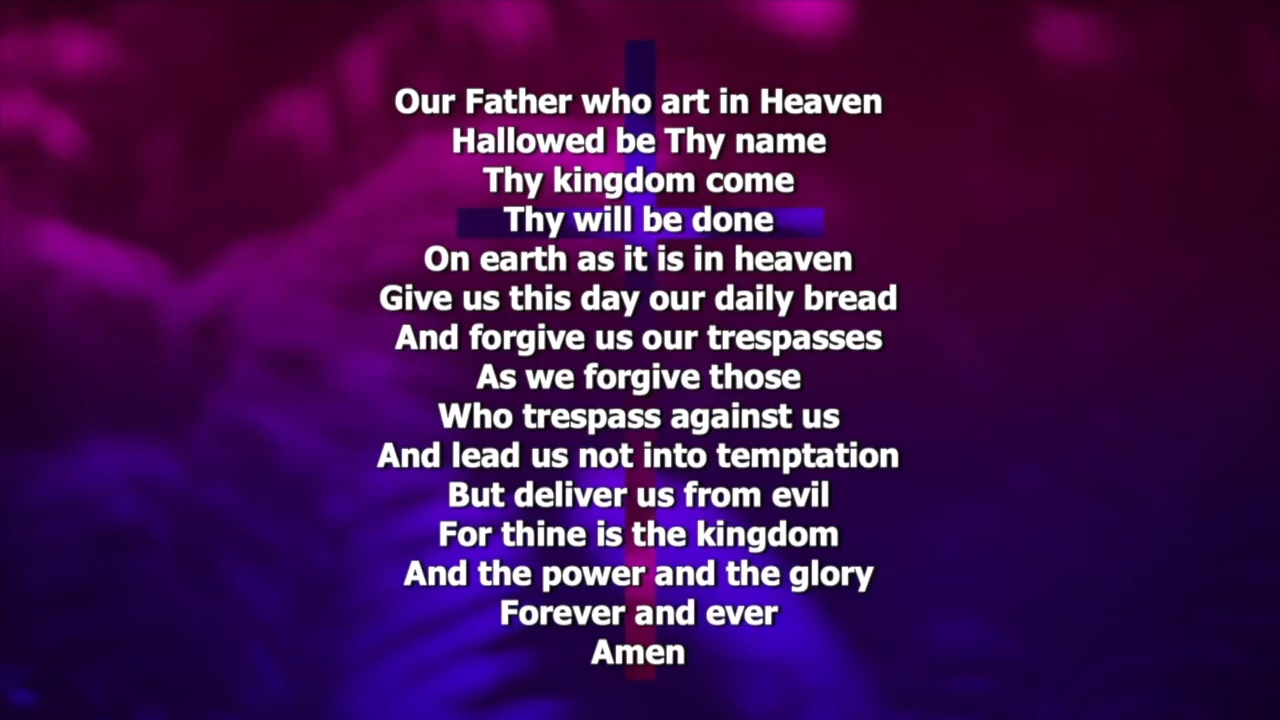 Our Father who art in Heaven
Hallowed be Thy name
Thy kingdom come
Thy will be done
On earth as it is in heaven
Give us this day our daily bread
And forgive us our trespasses
As we forgive those
Who trespass against us
And lead us not into temptation
But deliver us from evil
For thine is the kingdom
And the power and the glory
Forever and ever
Amen